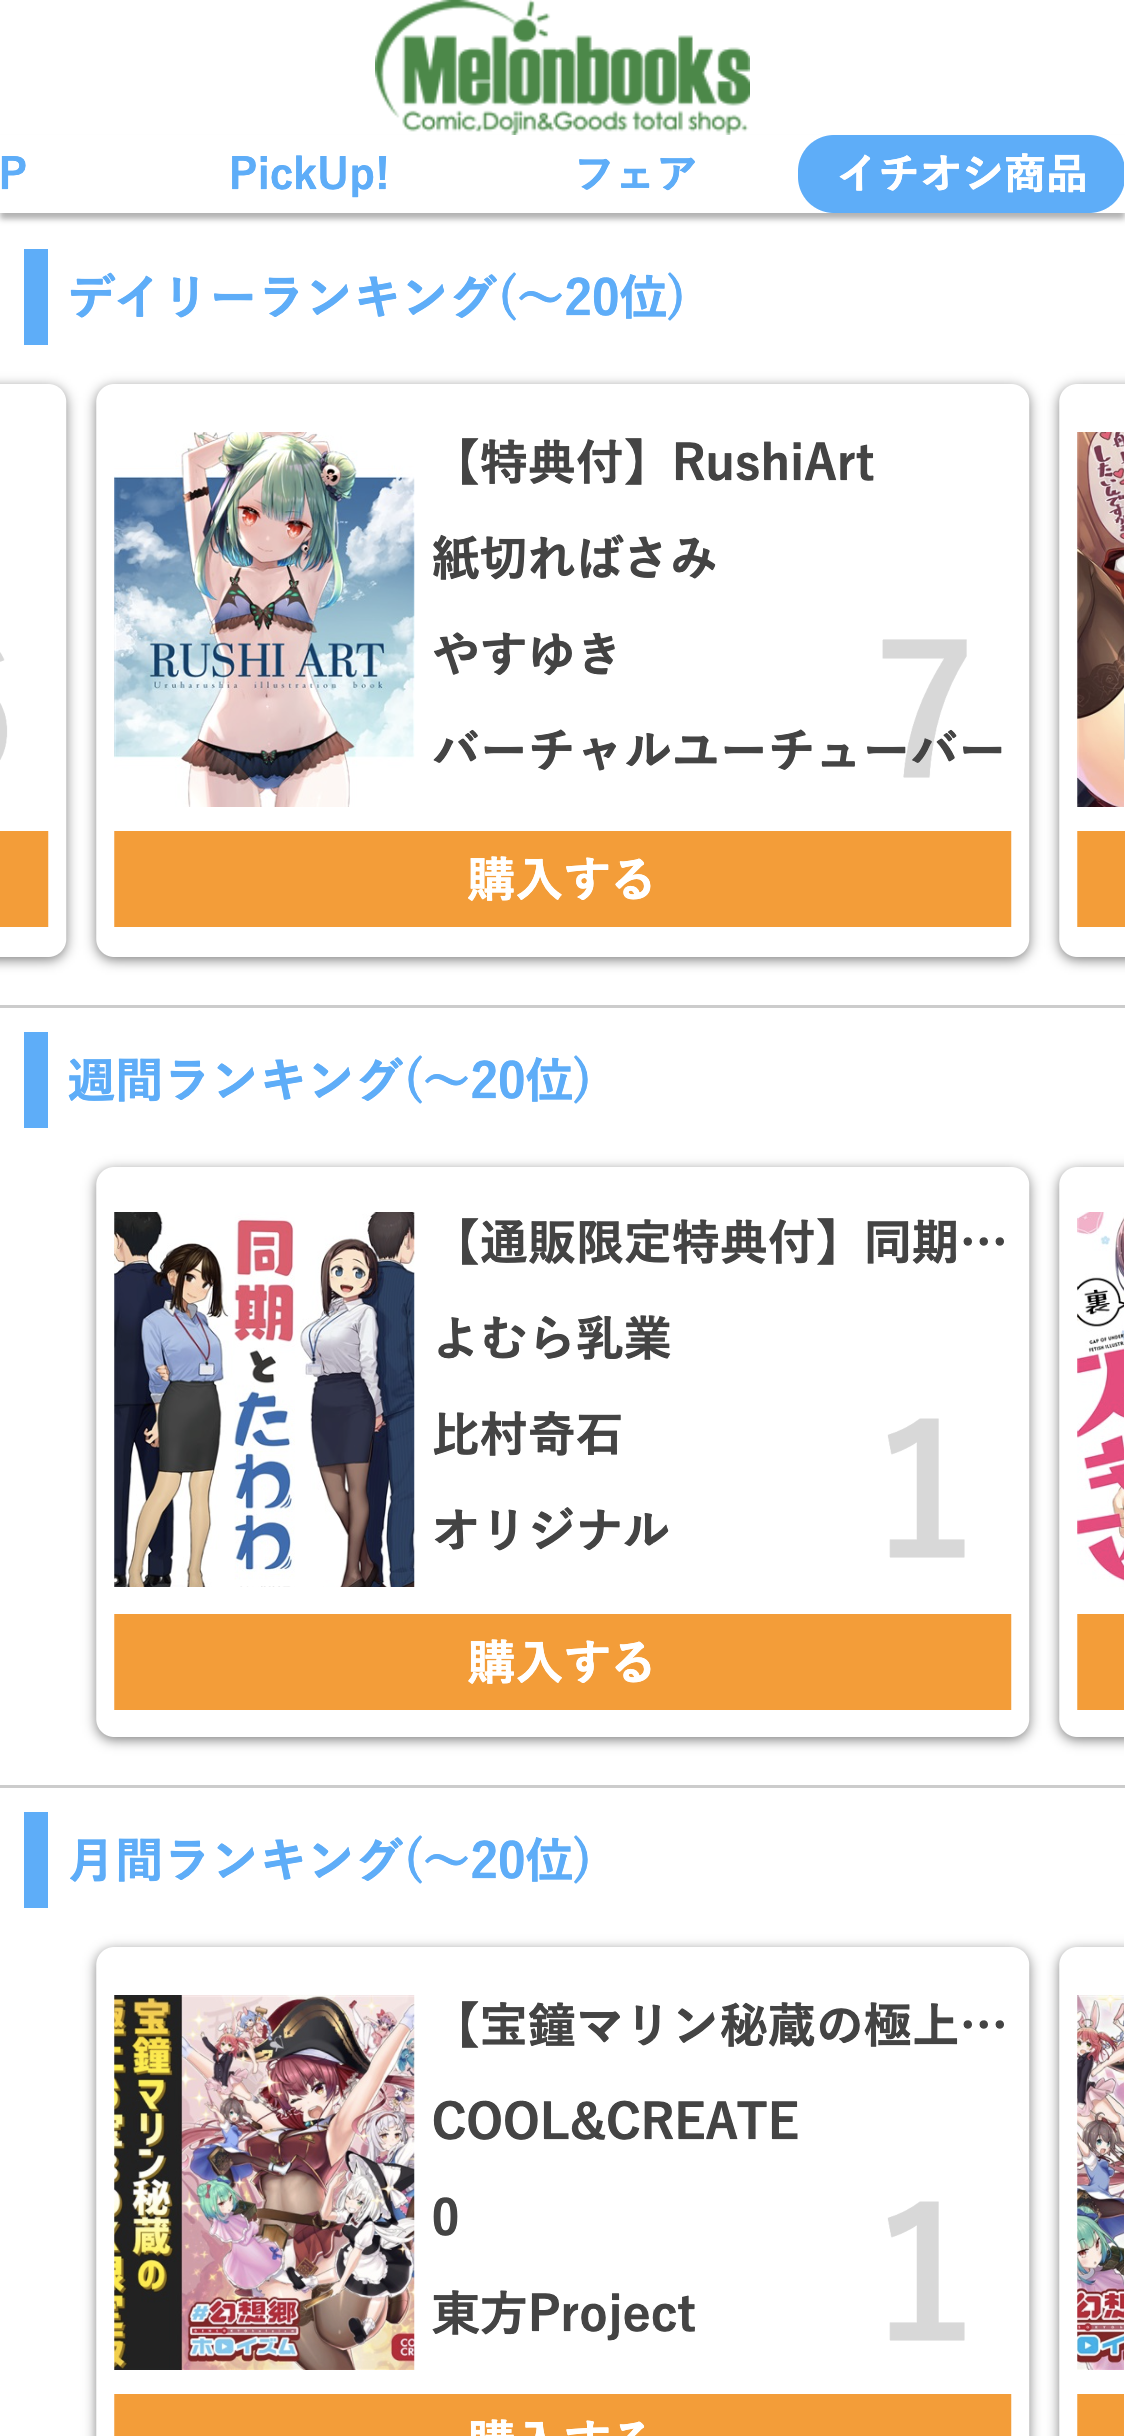 Melonbooks
Comic,Dojin&Goods total shop.
P
PickUp!
フェア
イチオシ商品
デイリーランキング(～20位)
【特典付】RushiArt
紙切ればさみ
やすゆき
バーチャルユーチューバー
7
RUSHI ART
Uruharushia illustration book
購入する
週間ランキング(～20位)
【通販限定特典付】同期…
よむら乳業
比村奇石
オリジナル
1
同期とたわわ
裏
購入する
月間ランキング(～20位)
【宝鐘マリン秘蔵の極上…
COOL&CREATE
0
東方Project
1
宝鐘マリン秘蔵の
#幻想郷
ホロイズム
購入する